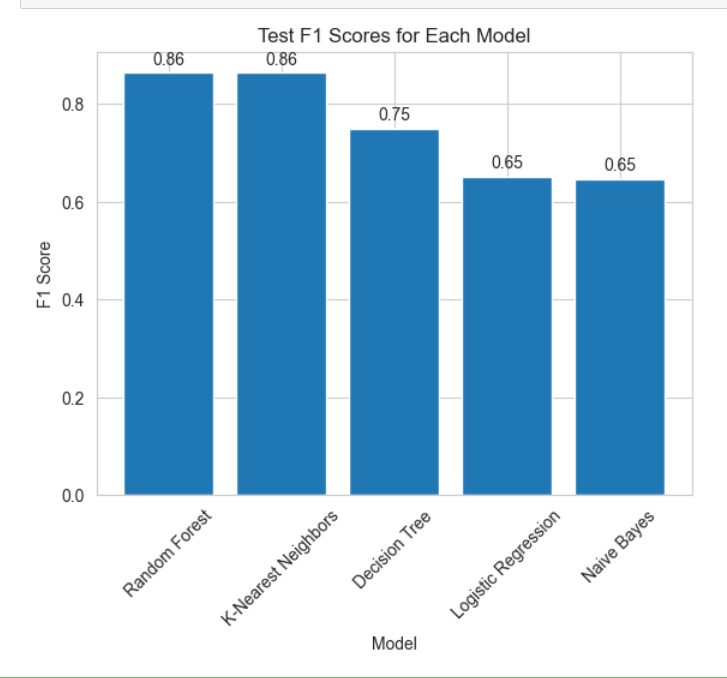 Test F1 Scores for Each Model
0.86
0.86
0.75
0.65
0.65
0.8
0.6
0.4
0.2
0.0
F1 Score
Random Forest
K-Nearest Neighbors
Decision Tree
Logistic Regression
Naive Bayes
Model